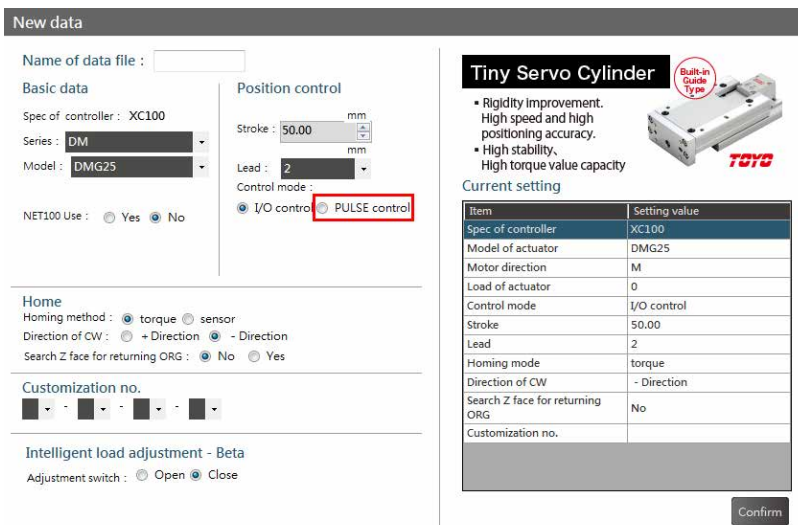 New data
Name of data file :
Basic data
Spec of controller : XC100
Series : DM
Model : DMG25
NET100 Use : Yes No
Position control
mm
Stroke : 50.00
mm
Lead : 2
Control mode :
I/O control PULSE control
Home
Homing method : torque sensor
Direction of CW : + Direction - Direction
Search Z face for returning ORG : No Yes
Customization no.
- - -
Intelligent load adjustment - Beta
Adjustment switch : Open Close
Tiny Servo Cylinder
Built-in
Guide
Type
▪ Rigidity improvement.
High speed and high
positioning accuracy.
▪ High stability、
High torque value capacity
TOYO
Current setting
Item Setting value
Spec of controller XC100
Model of actuator DMG25
Motor direction M
Load of actuator 0
Control mode I/O control
Stroke 50.00
Lead 2
Homing mode torque
Direction of CW - Direction
Search Z face for returning
ORG No
Customization no.
Confirm